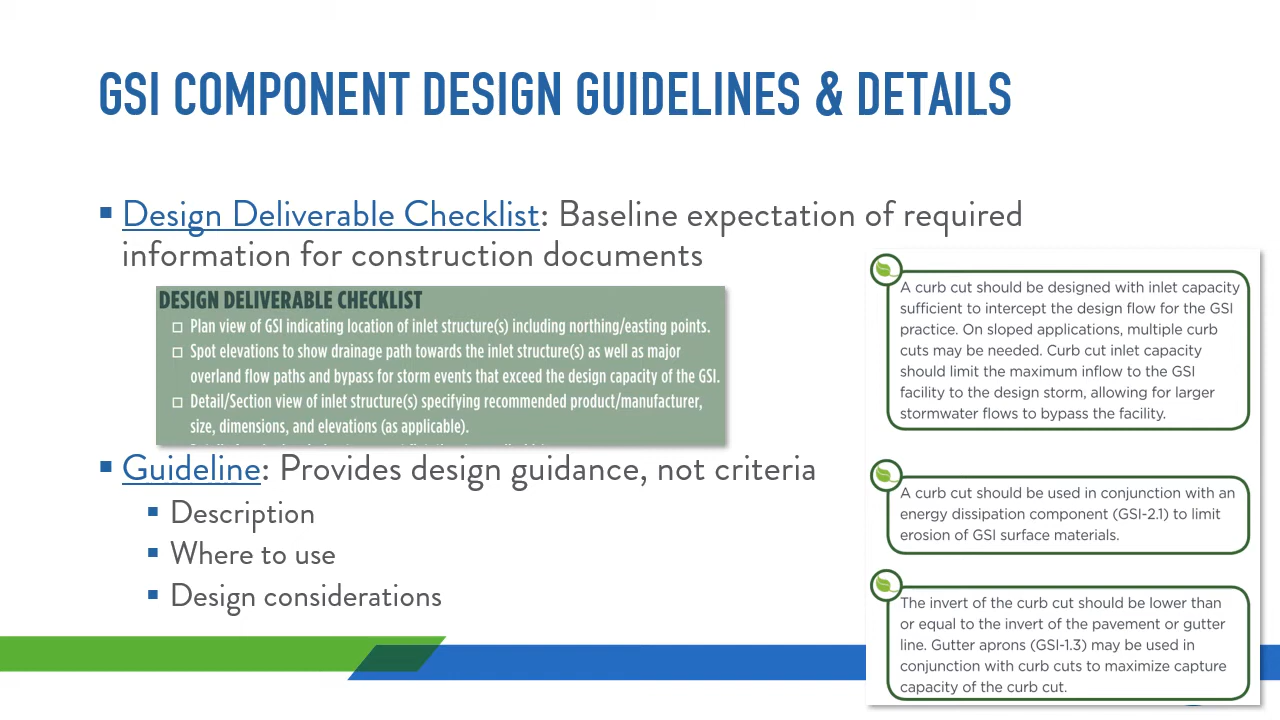 GSI COMPONENT DESIGN GUIDELINES & DETAILS
Design Deliverable Checklist: Baseline expectation of required
information for construction documents
DESIGN DELIVERABLE CHECKLIST
Plan view of GSI indicating location of inlet structure(s) including northing/easting points.
Spot elevations to show drainage path towards the inlet structure(s) as well as major
overland flow paths and bypass for storm events that exceed the design capacity of the GSI.
Detail/Section view of inlet structure(s) specifying recommended product/manufacturer,
size, dimensions, and elevations (as applicable).
Guideline: Provides design guidance, not criteria
Description
Where to use
Design considerations
A curb cut should be designed with inlet capacity
sufficient to intercept the design flow for the GSI
practice. On sloped applications, multiple curb
cuts may be needed. Curb cut inlet capacity
should limit the maximum inflow to the GSI
facility to the design storm, allowing for larger
stormwater flows to bypass the facility.
A curb cut should be used in conjunction with an
energy dissipation component (GSI-2.1) to limit
erosion of GSI surface materials.
The invert of the curb cut should be lower than
or equal to the invert of the pavement or gutter
line. Gutter aprons (GSI-1.3) may be used in
conjunction with curb cuts to maximize capture
capacity of the curb cut.